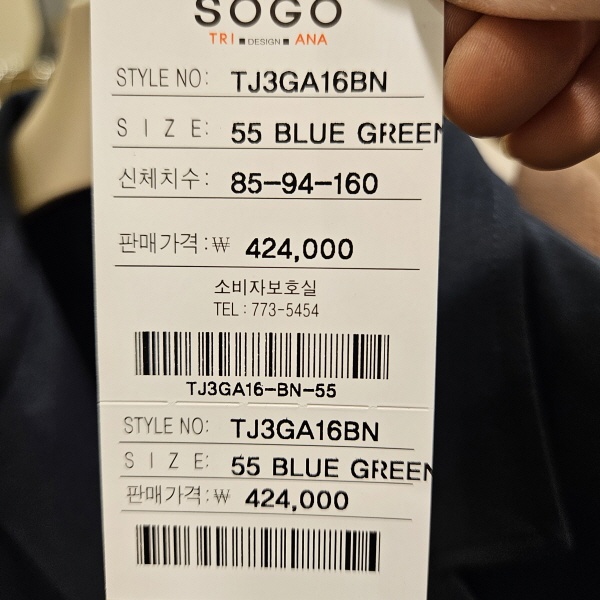 SOGO
TRI ■ DESIGN ■ ANA
STYLE NO: TJ3GA16BN
S I Z E: 55 BLUE GREEN
신체치수: 85-94-160
판매가격:₩ 424,000
소비자보호실
TEL : 773-5454
TJ3GA16-BN-55
STYLE NO: TJ3GA16BN
S I Z E: 55 BLUE GREEN
판매가격:₩ 424,000